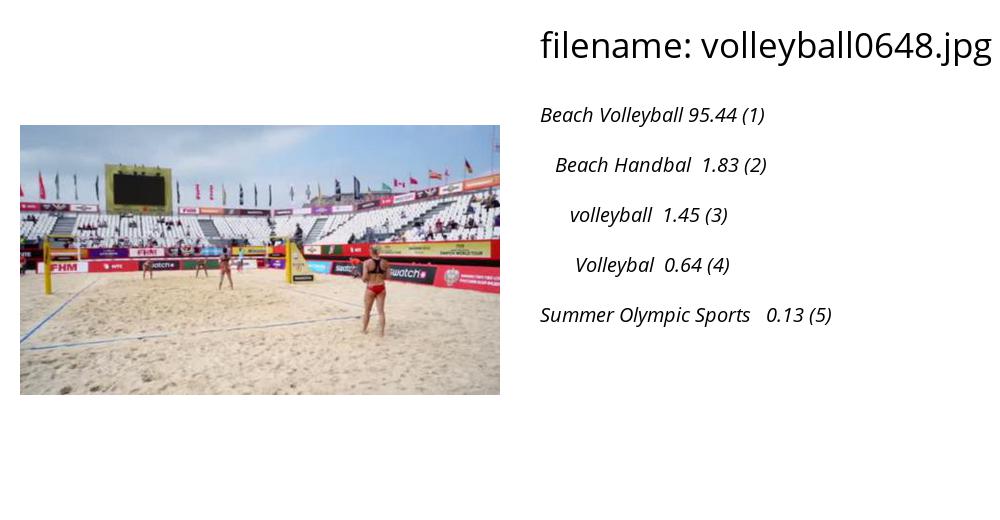 filename: volleyball0648.jpg
Beach Volleyball 95.44 (1)
Beach Handbal 1.83 (2)
volleyball 1.45 (3)
Volleybal 0.64 (4)
Summer Olympic Sports 0.13 (5)
FHM
swatch
FHM
swatch